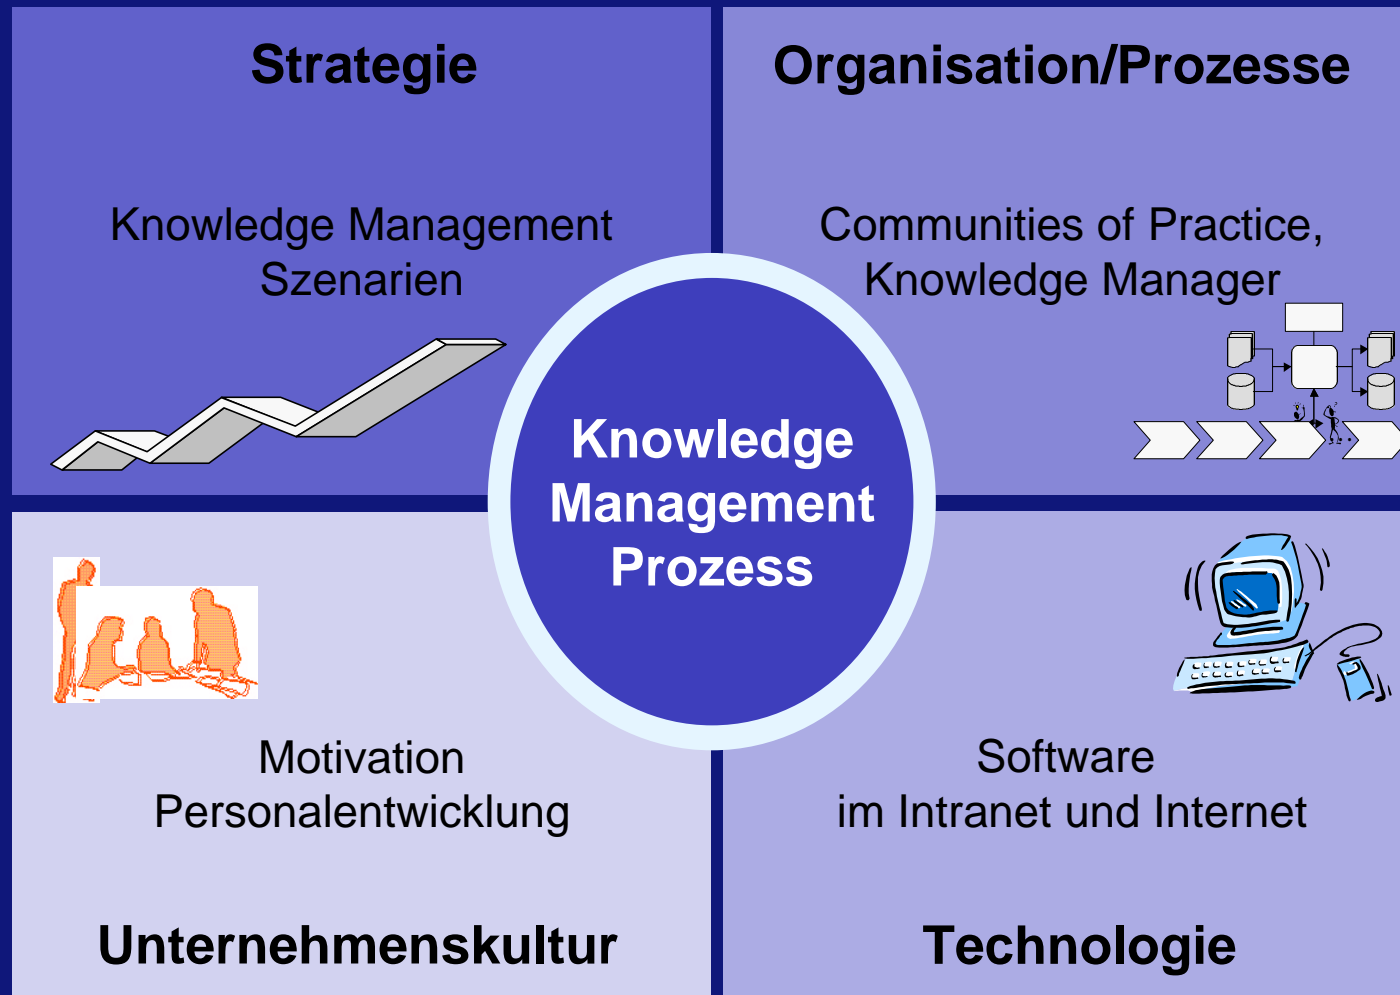 Strategie
Knowledge Management
Szenarien
Organisation/Prozesse
Communities of Practice,
Knowledge Manager
Knowledge
Management
Prozess
Motivation
Personalentwicklung
Unternehmenskultur
Software
im Intranet und Internet
Technologie